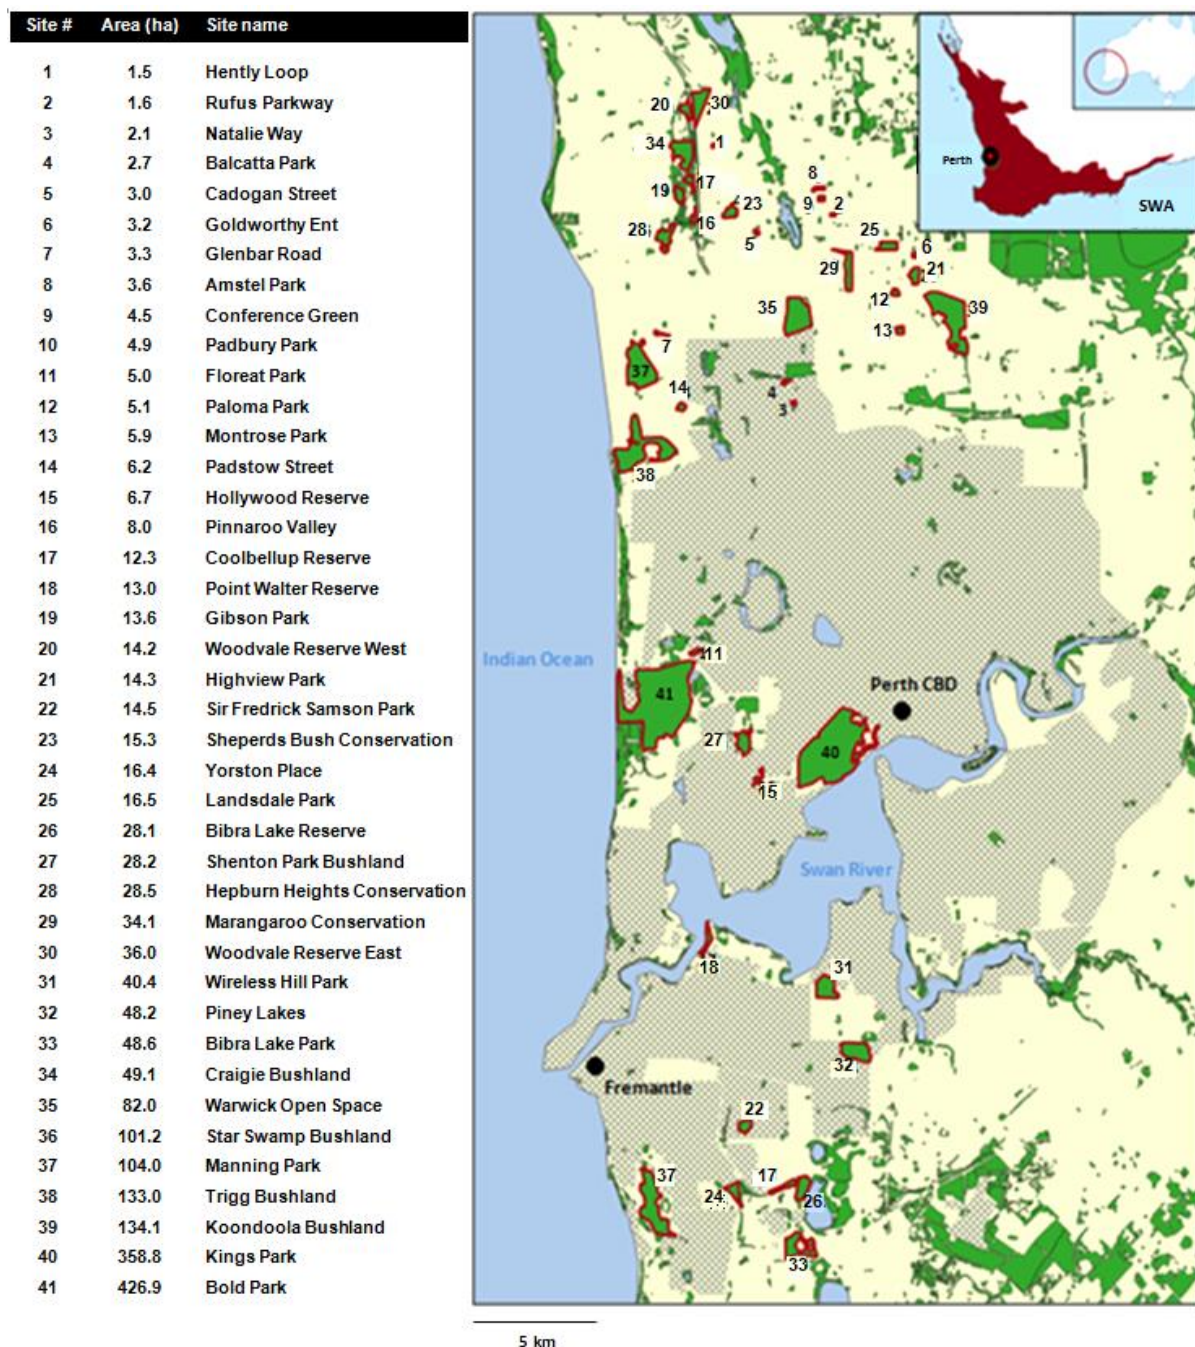 Site # Area (ha) Site name
1 1.5 Hently Loop
2 1.6 Rufus Parkway
3 2.1 Natalie Way
4 2.7 Balcatta Park
5 3.0 Cadogan Street
6 3.2 Goldworthy Ent
7 3.3 Glenbar Road
8 3.6 Amstel Park
9 4.5 Conference Green
10 4.9 Padbury Park
11 5.0 Floreat Park
12 5.1 Paloma Park
13 5.9 Montrose Park
14 6.2 Padstow Street
15 6.7 Hollywood Reserve
16 8.0 Pinnaroo Valley
17 12.3 Coolbellup Reserve
18 13.0 Point Walter Reserve
19 13.6 Gibson Park
20 14.2 Woodvale Reserve West
21 14.3 Highview Park
22 14.5 Sir Fredrick Samson Park
23 15.3 Sheperds Bush Conservation
24 16.4 Yorston Place
25 16.5 Landsdale Park
26 28.1 Bibra Lake Reserve
27 28.2 Shenton Park Bushland
28 28.5 Hepburn Heights Conservation
29 34.1 Marangaroo Conservation
30 36.0 Woodvale Reserve East
31 40.4 Wireless Hill Park
32 48.2 Piney Lakes
33 48.6 Bibra Lake Park
34 49.1 Craigie Bushland
35 82.0 Warwick Open Space
36 101.2 Star Swamp Bushland
37 104.0 Manning Park
38 133.0 Trigg Bushland
39 134.1 Koondoola Bushland
40 358.8 Kings Park
41 426.9 Bold Park
Perth
SWA
20
30
34
1
8
19
17
23
9
2
16
28
5
25
6
29
21
12
35
39
13
7
37
14
4
3
38
Indian Ocean
11
41
Perth CBD
27
40
15
Swan River
18
31
32
Fremantle
22
37
24
17
26
33
5 km